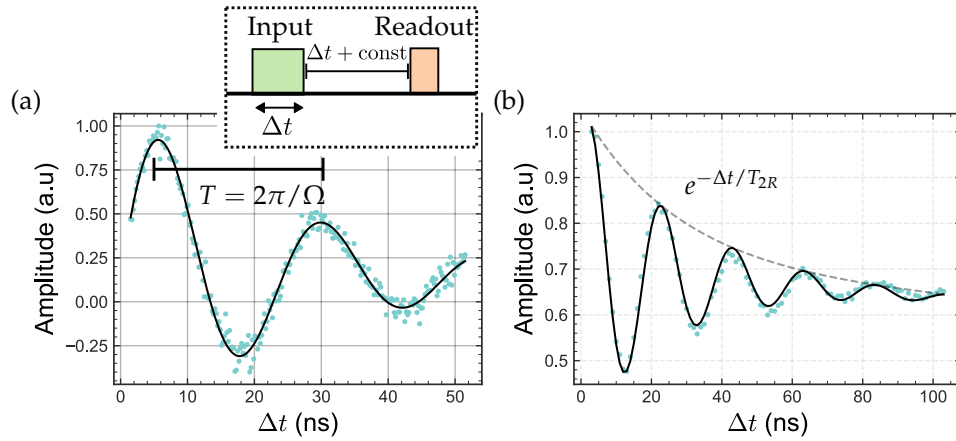 Input
Readout
Δt + const
Δt
(a)
1.00
0.75
0.50
0.25
0.00
−0.25
Amplitude (a.u)
T = 2π/Ω
0
10
20
30
40
50
Δt (ns)
(b)
1.0
0.9
0.8
0.7
0.6
0.5
Amplitude (a.u)
e^{−Δt/T_{2R}}
0
20
40
60
80
100
Δt (ns)